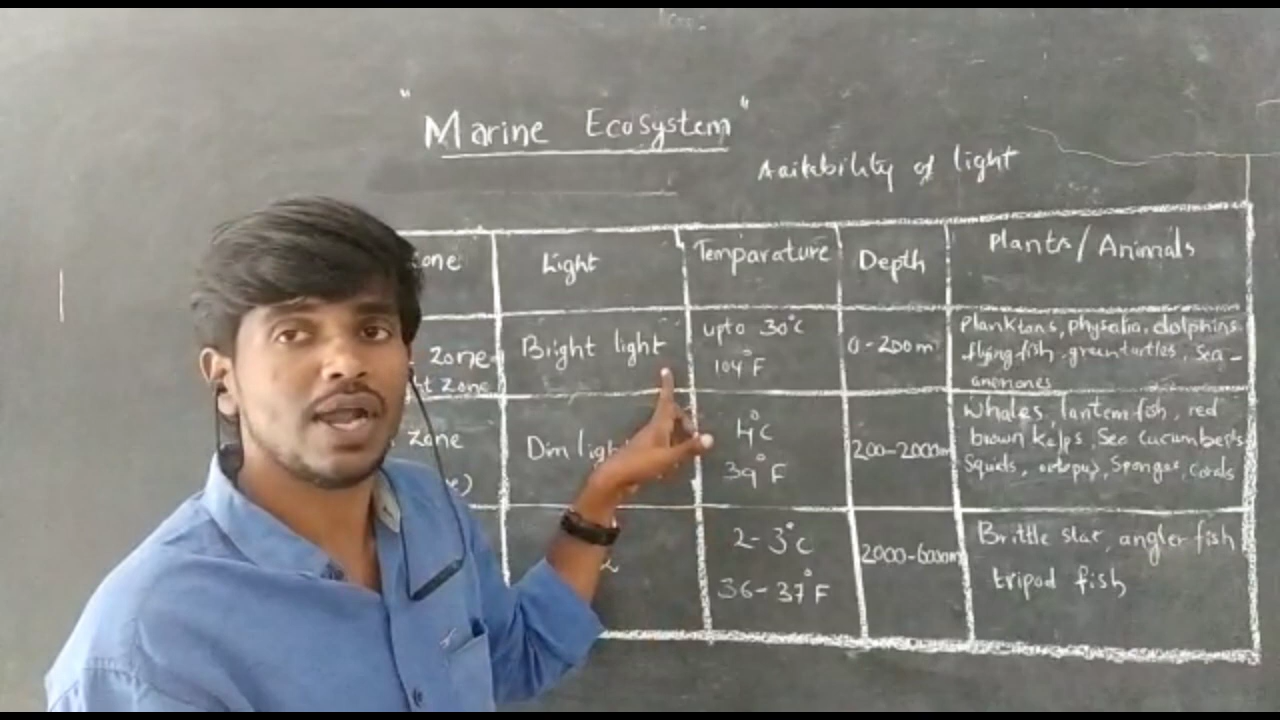 "Marine Ecosystem"
Aaitability of light
one
Light
Temparature
Depth
Plants/Animals
zone
ht zone
Bright light
upto 30°C
104°F
0-200m
Planktons, physalia, dolphins
flying fish, green turtles, Sea-
anemones
zone
Dim ligh
4°C
39°F
200-2000m
Whales, lantern fish, red
brown kelps, Sea cucumbers
Squids, octopus, Sponges, corals
2-3°C
36-37°F
2000-6000m
Brittle star, angler fish
tripod fish